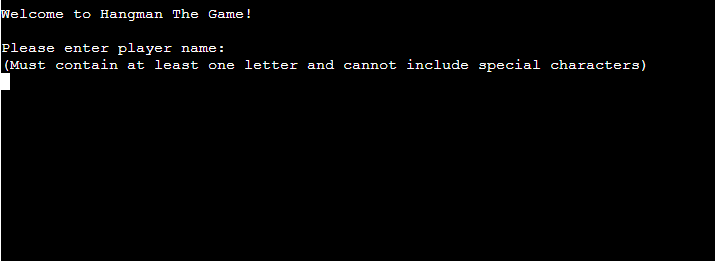 Welcome to Hangman The Game!
Please enter player name:
(Must contain at least one letter and cannot include special characters)